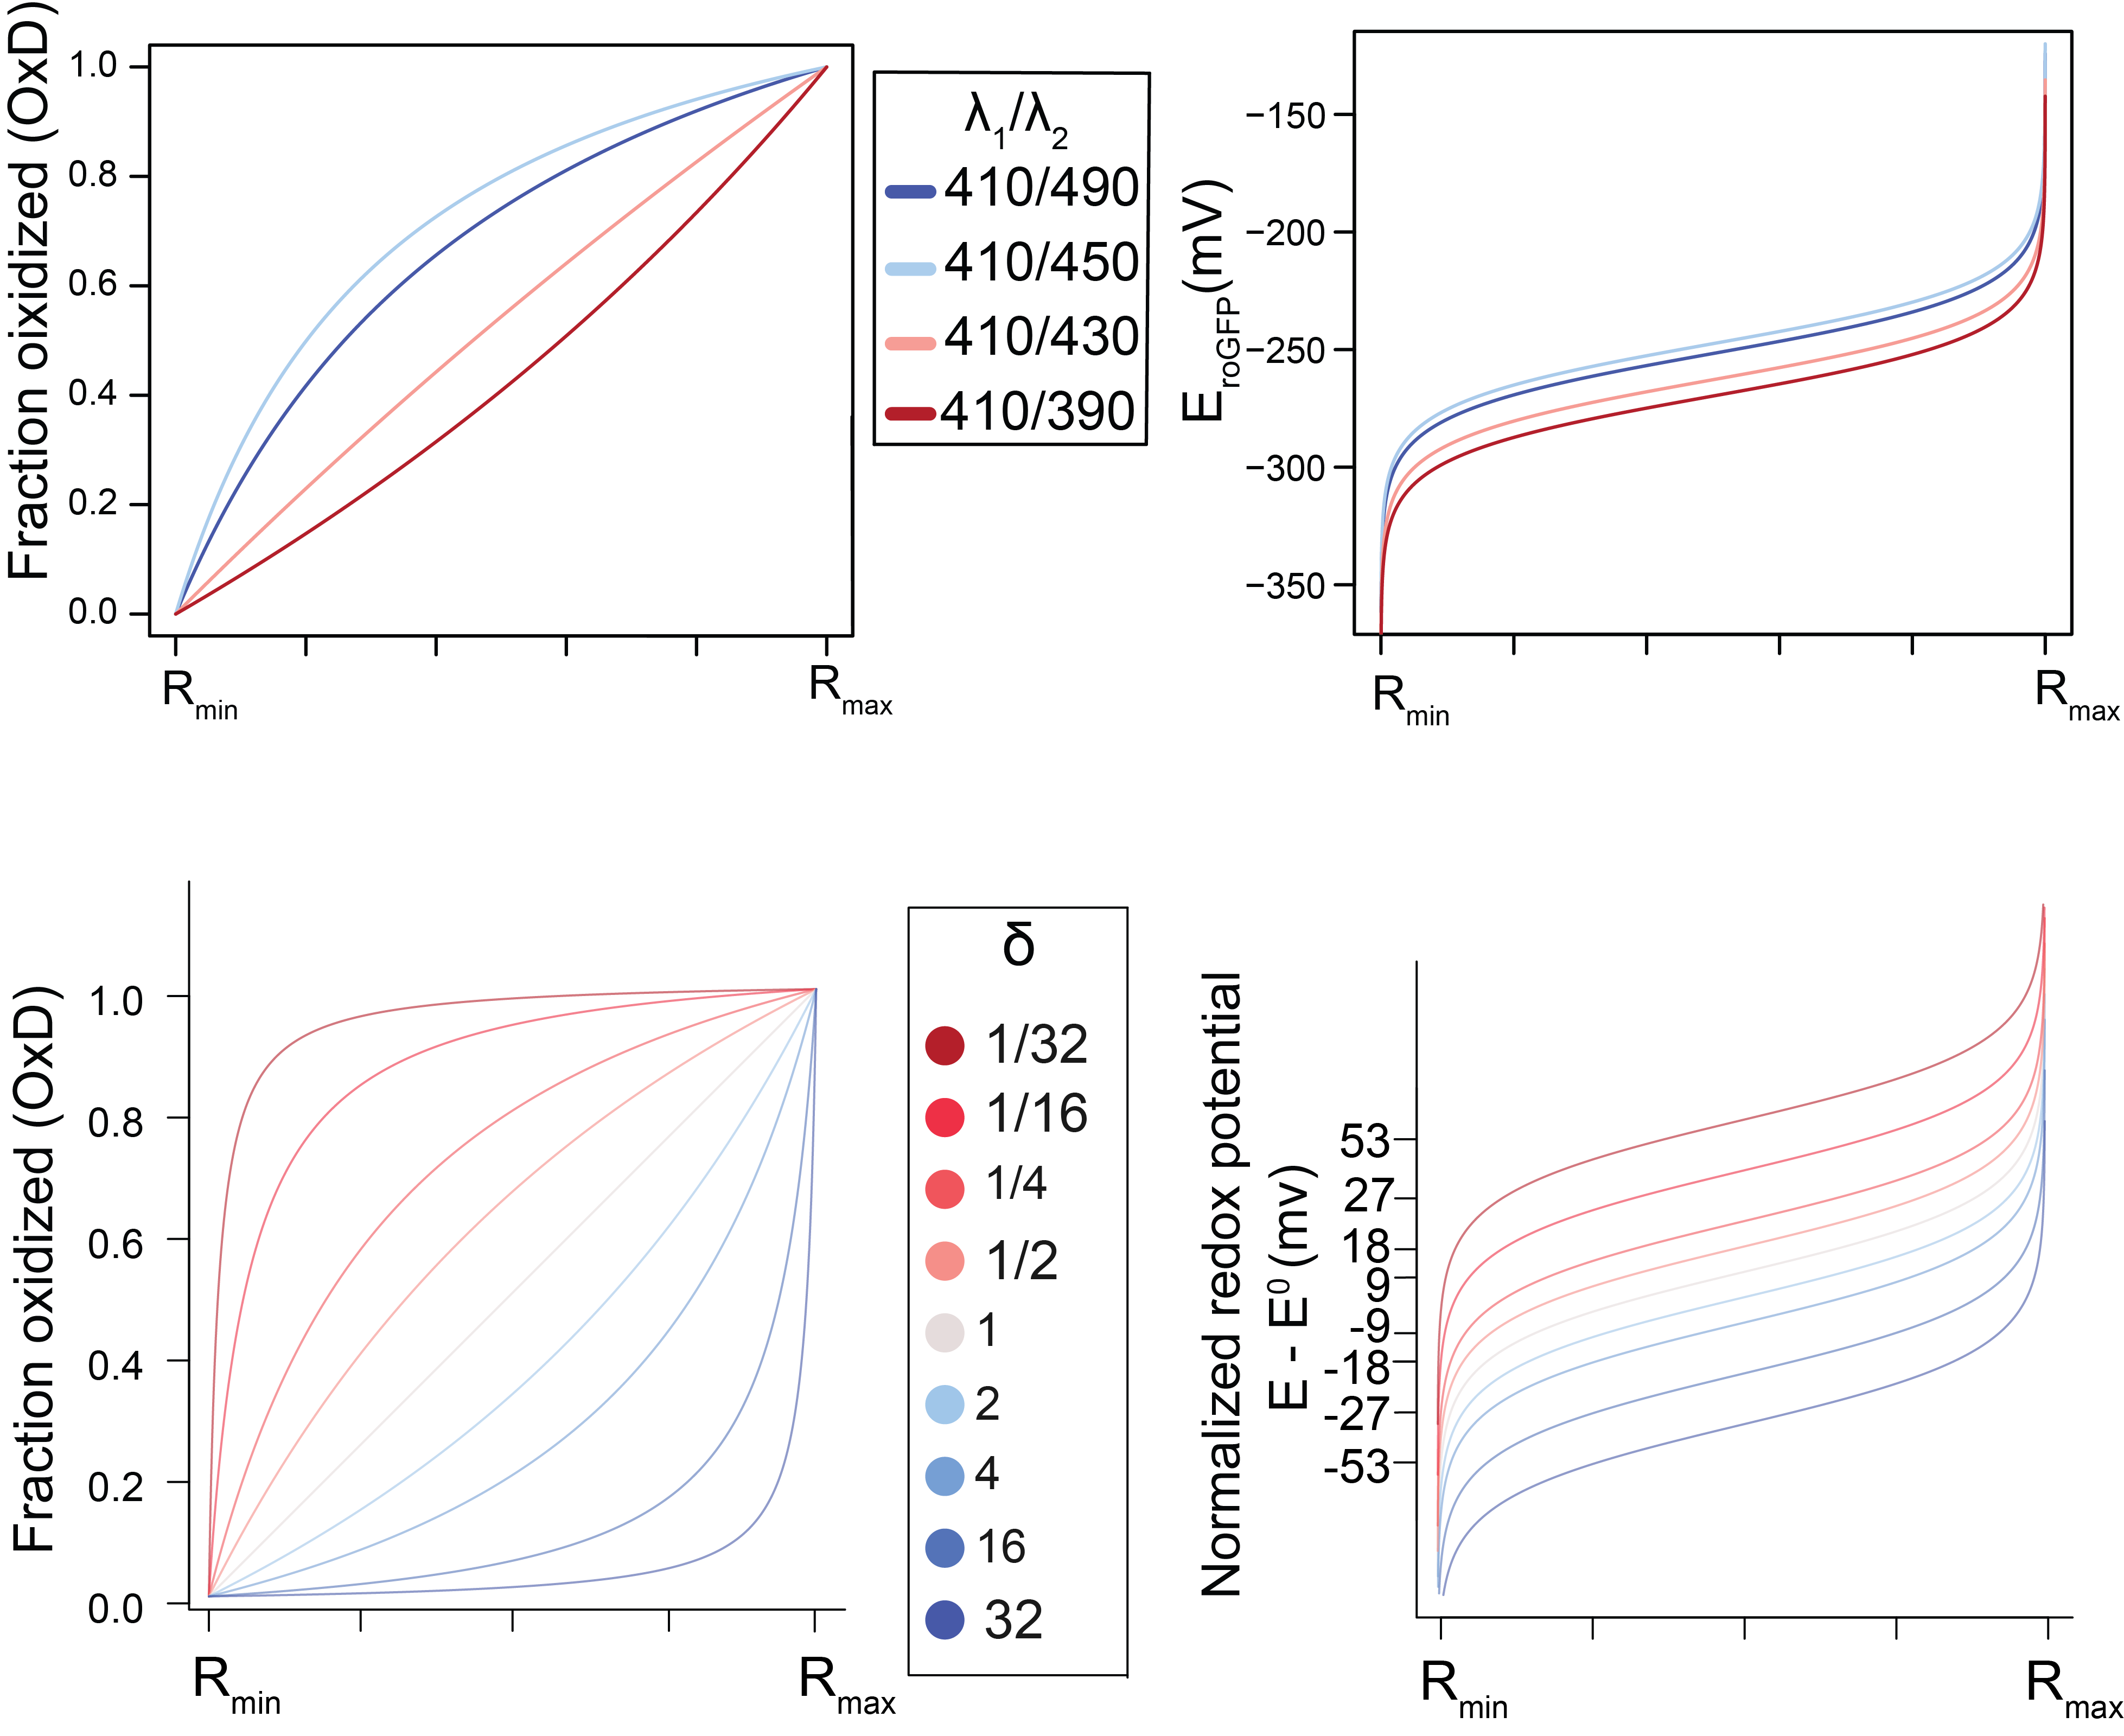 Fraction oixidized (OxD)
1.0
0.8
0.6
0.4
0.2
0.0
Rmin
Rmax
λ1/λ2
410/490
410/450
410/430
410/390
EroGFP(mV)
−150
−200
−250
−300
−350
Rmin
Rmax
Fraction oxidized (OxD)
1.0
0.8
0.6
0.4
0.2
0.0
Rmin
Rmax
δ
1/32
1/16
1/4
1/2
1
2
4
16
32
Normalized redox potential
E - E0 (mv)
53
27
18
9
-9
-18
-27
-53
Rmin
Rmax